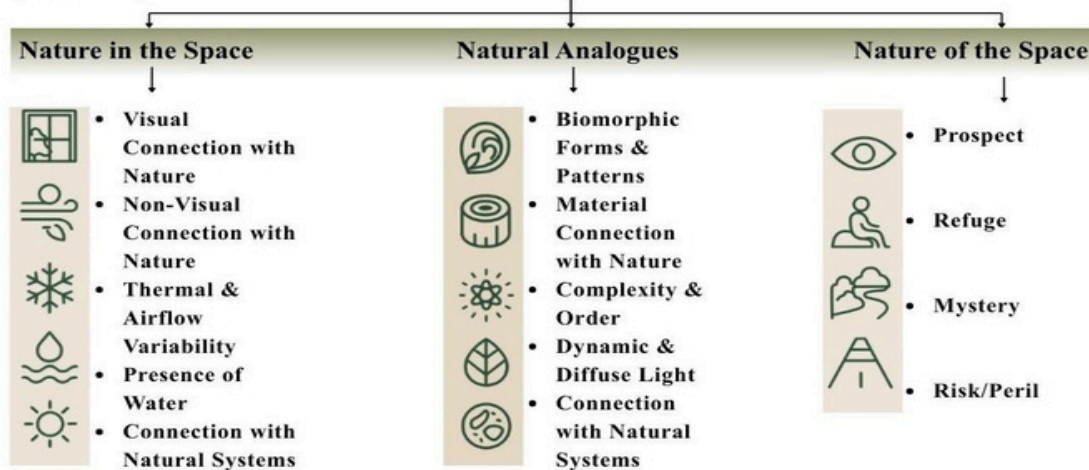 Nature in the Space
• Visual
Connection with
Nature
• Non-Visual
Connection with
Nature
• Thermal &
Airflow
Variability
• Presence of
Water
• Connection with
Natural Systems
Natural Analogues
• Biomorphic
Forms &
Patterns
• Material
Connection
with Nature
• Complexity &
Order
• Dynamic &
Diffuse Light
• Connection
with Natural
Systems
Nature of the Space
• Prospect
• Refuge
• Mystery
• Risk/Peril